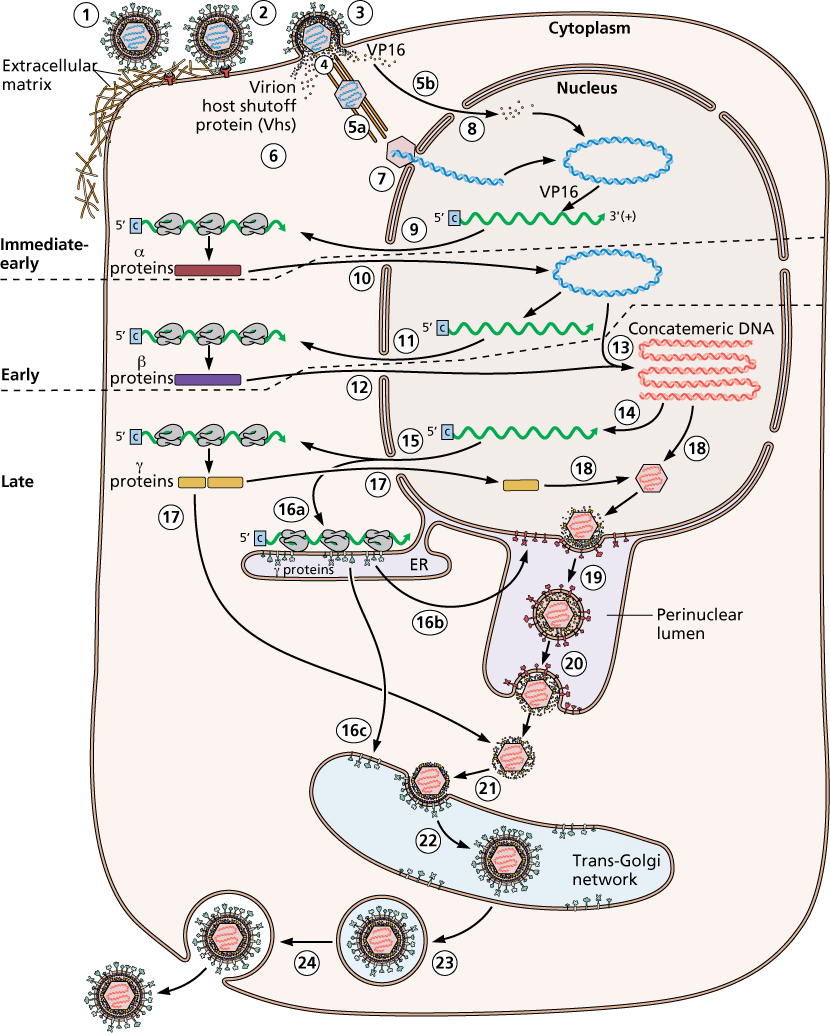 1
2
3
Cytoplasm
VP16
4
Extracellular
matrix
Virion
host shutoff
protein (Vhs)
5b
Nucleus
5a
8
6
7
VP16
5′ C
5′ C 3′(+)
9
Immediate-
early
α
proteins
10
5′ C
5′ C
11
13
Concatemeric DNA
Early
β
proteins
12
14
5′ C
5′ C
15
18
Late
γ
proteins
17
18
17
16a
5′ C
γ proteins
ER
16b
19
Perinuclear
lumen
20
16c
21
22
Trans-Golgi
network
24
23